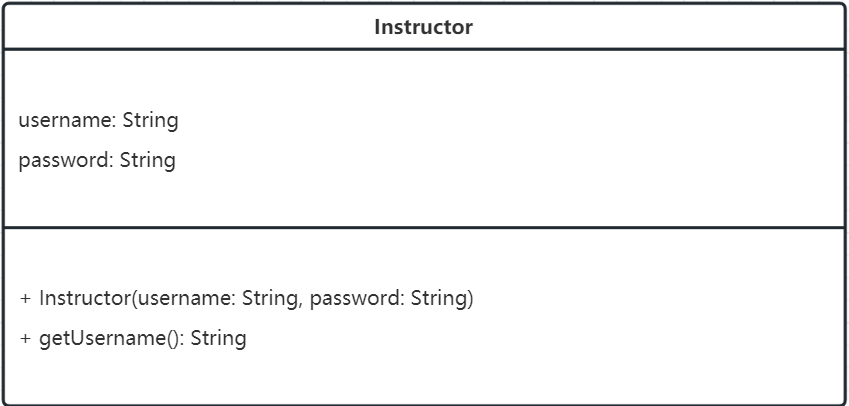 Instructor
username: String
password: String
+ Instructor(username: String, password: String)
+ getUsername(): String